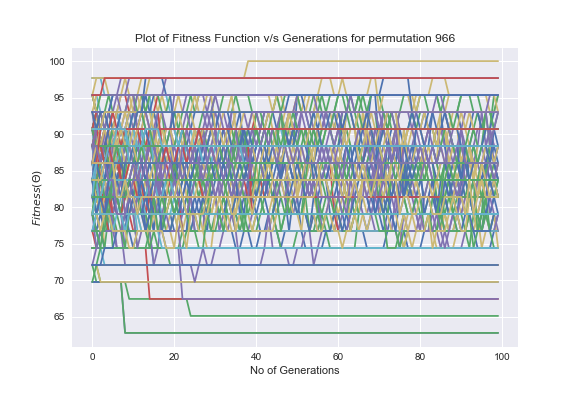 Plot of Fitness Function v/s Generations for permutation 966
100
95
90
85
80
75
70
65
Fitness(Θ)
0 20 40 60 80 100
No of Generations